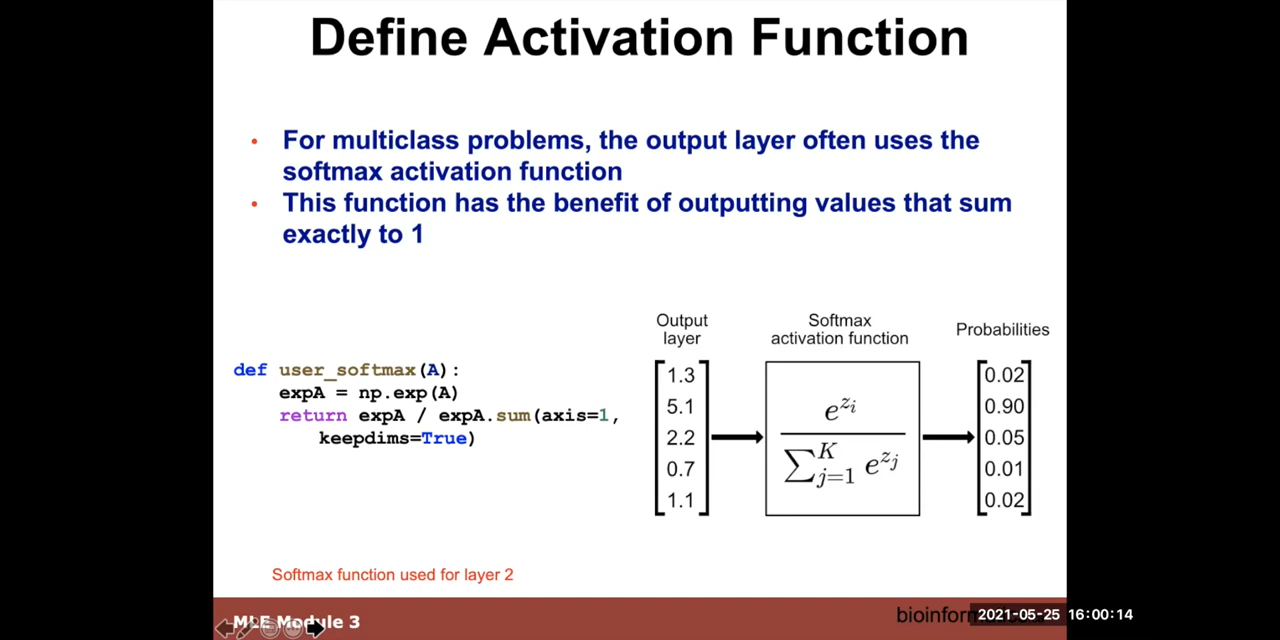 Define Activation Function
• For multiclass problems, the output layer often uses the
softmax activation function
• This function has the benefit of outputting values that sum
exactly to 1
def user_softmax(A):
expA = np.exp(A)
return expA / expA.sum(axis=1,
keepdims=True)
Output
layer
1.3
5.1
2.2
0.7
1.1
Softmax
activation function
e^{z_i}
∑_{j=1}^{K} e^{z_j}
Probabilities
0.02
0.90
0.05
0.01
0.02
Softmax function used for layer 2
MLE Module 3
2021-05-25 16:00:14